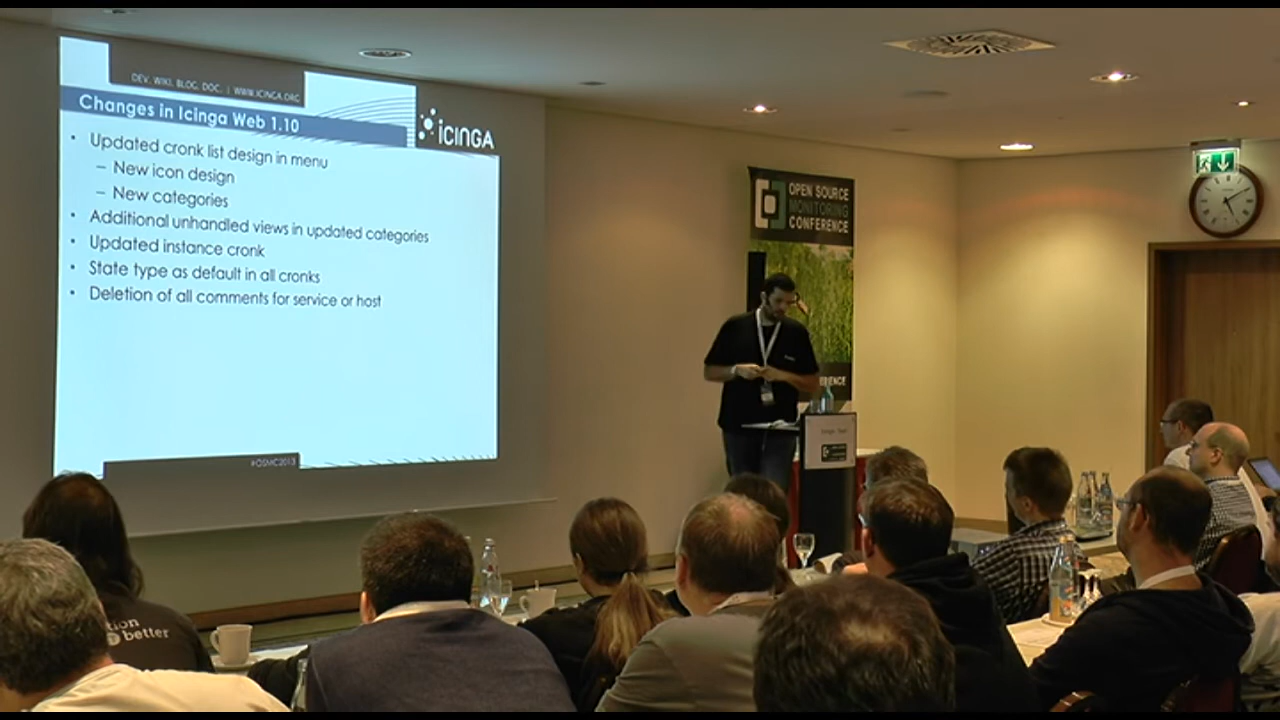 DEV. WIKI. BLOG. DOC. | WWW.ICINGA.ORG
Changes in Icinga Web 1.10
ICINGA
• Updated cronk list design in menu
– New icon design
– New categories
• Additional unhandled views in updated categories
• Updated instance cronk
• State type as default in all cronks
• Deletion of all comments for service or host
#OSMC2013
OPEN SOURCE
MONITORING
CONFERENCE
better